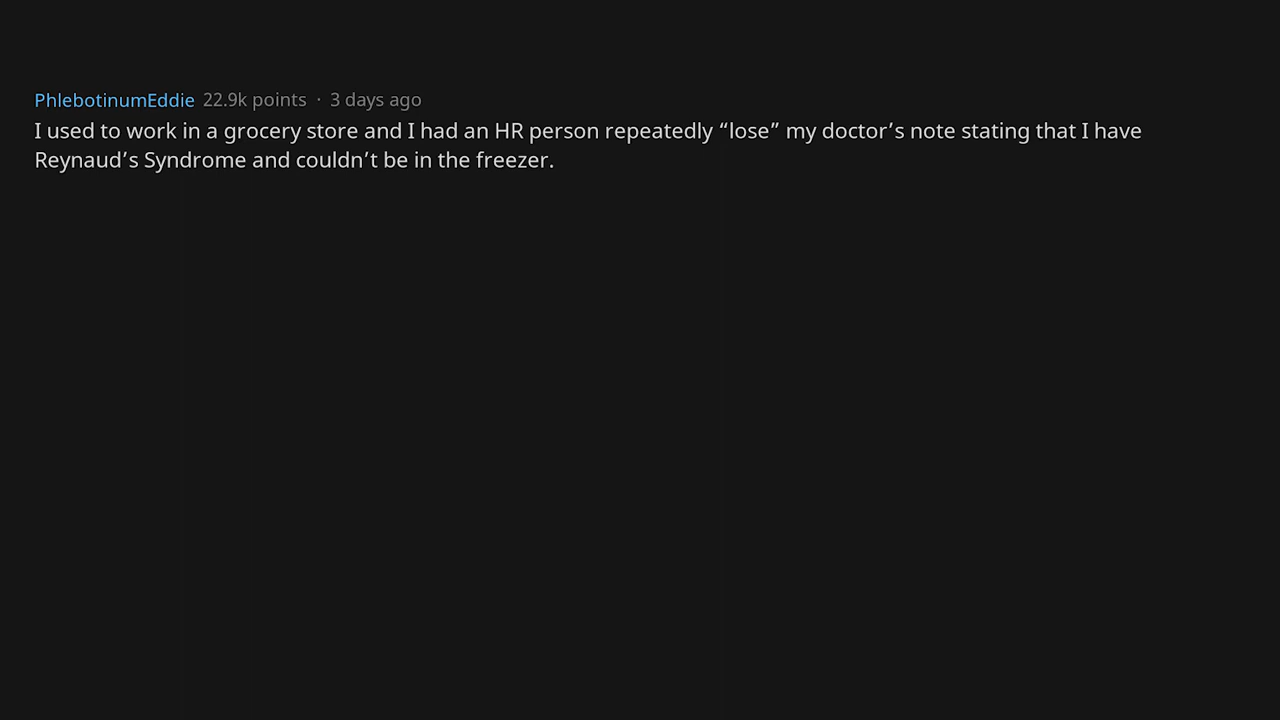 PhlebotinumEddie 22.9k points · 3 days ago
I used to work in a grocery store and I had an HR person repeatedly “lose” my doctor’s note stating that I have
Reynaud’s Syndrome and couldn’t be in the freezer.